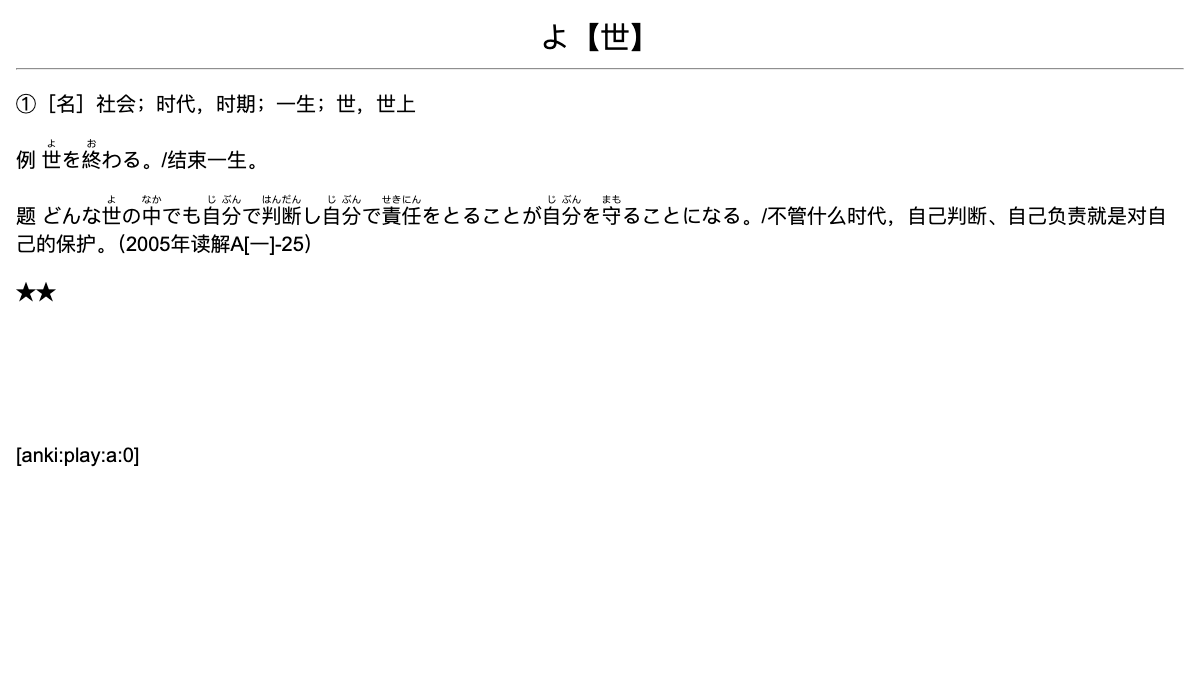 よ【世】
①［名］社会；时代，时期；一生；世，世上
よ お
例 世を終わる。/结束一生。
よ なか じ ぶん はんだん じ ぶん せきにん じ ぶん まも
题 どんな世の中でも自分で判断し自分で責任をとることが自分を守ることになる。/不管什么时代，自己判断、自己负责就是对自
己的保护。（2005年读解A[一]-25）
★★
[anki:play:a:0]